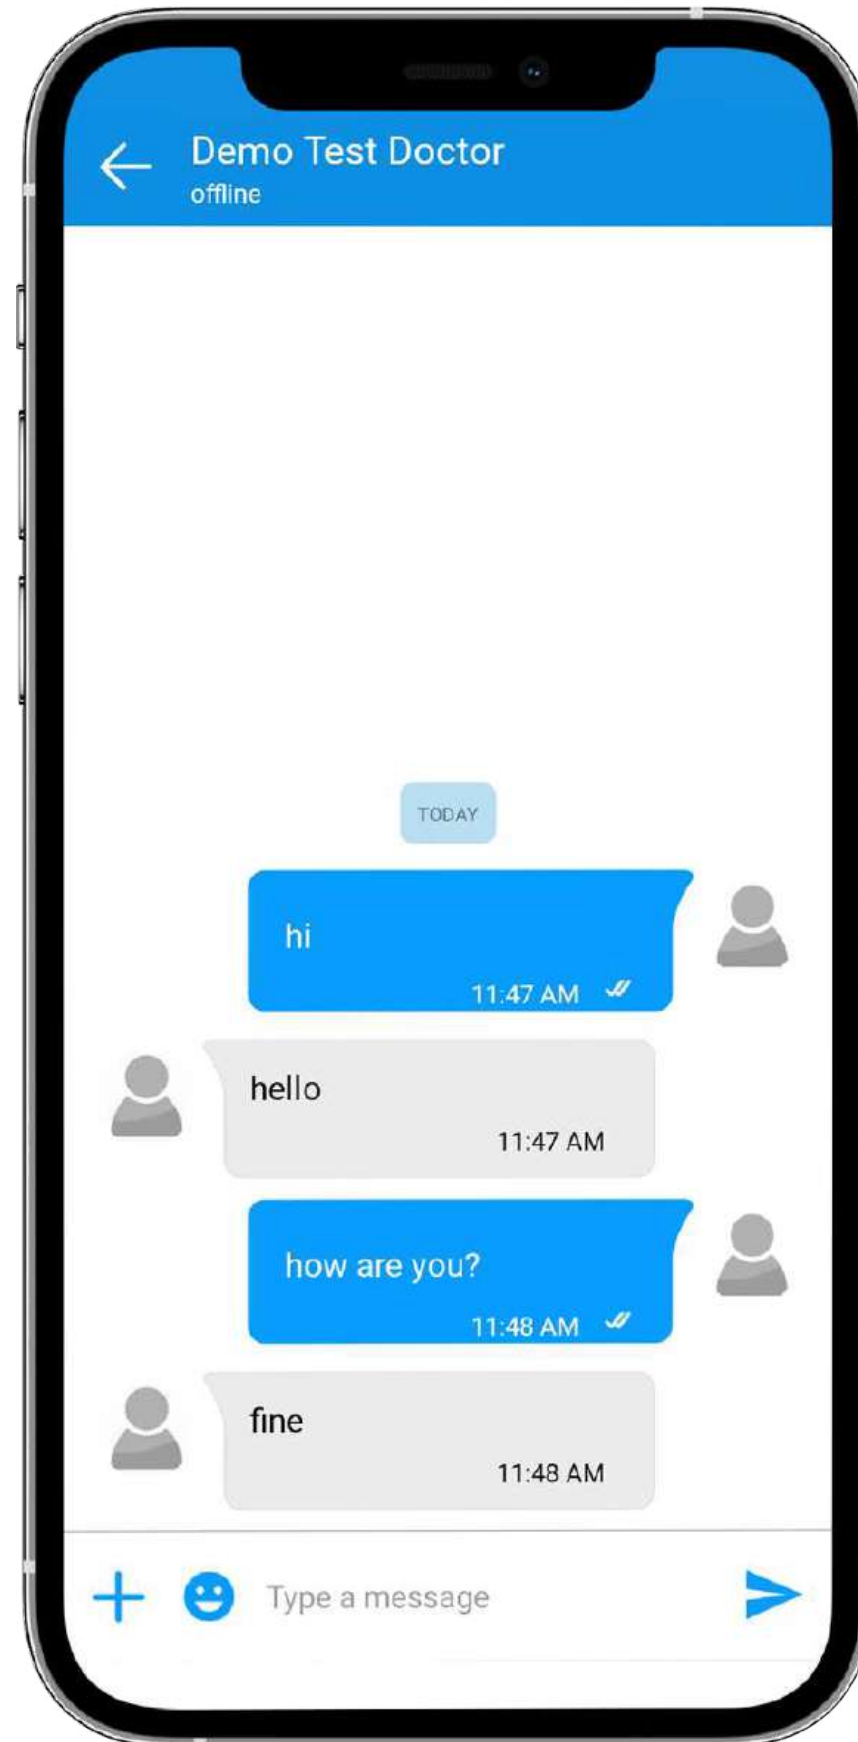 Demo Test Doctor
offline
TODAY
hi
11:47 AM
hello
11:47 AM
how are you?
11:48 AM
fine
11:48 AM
Type a message